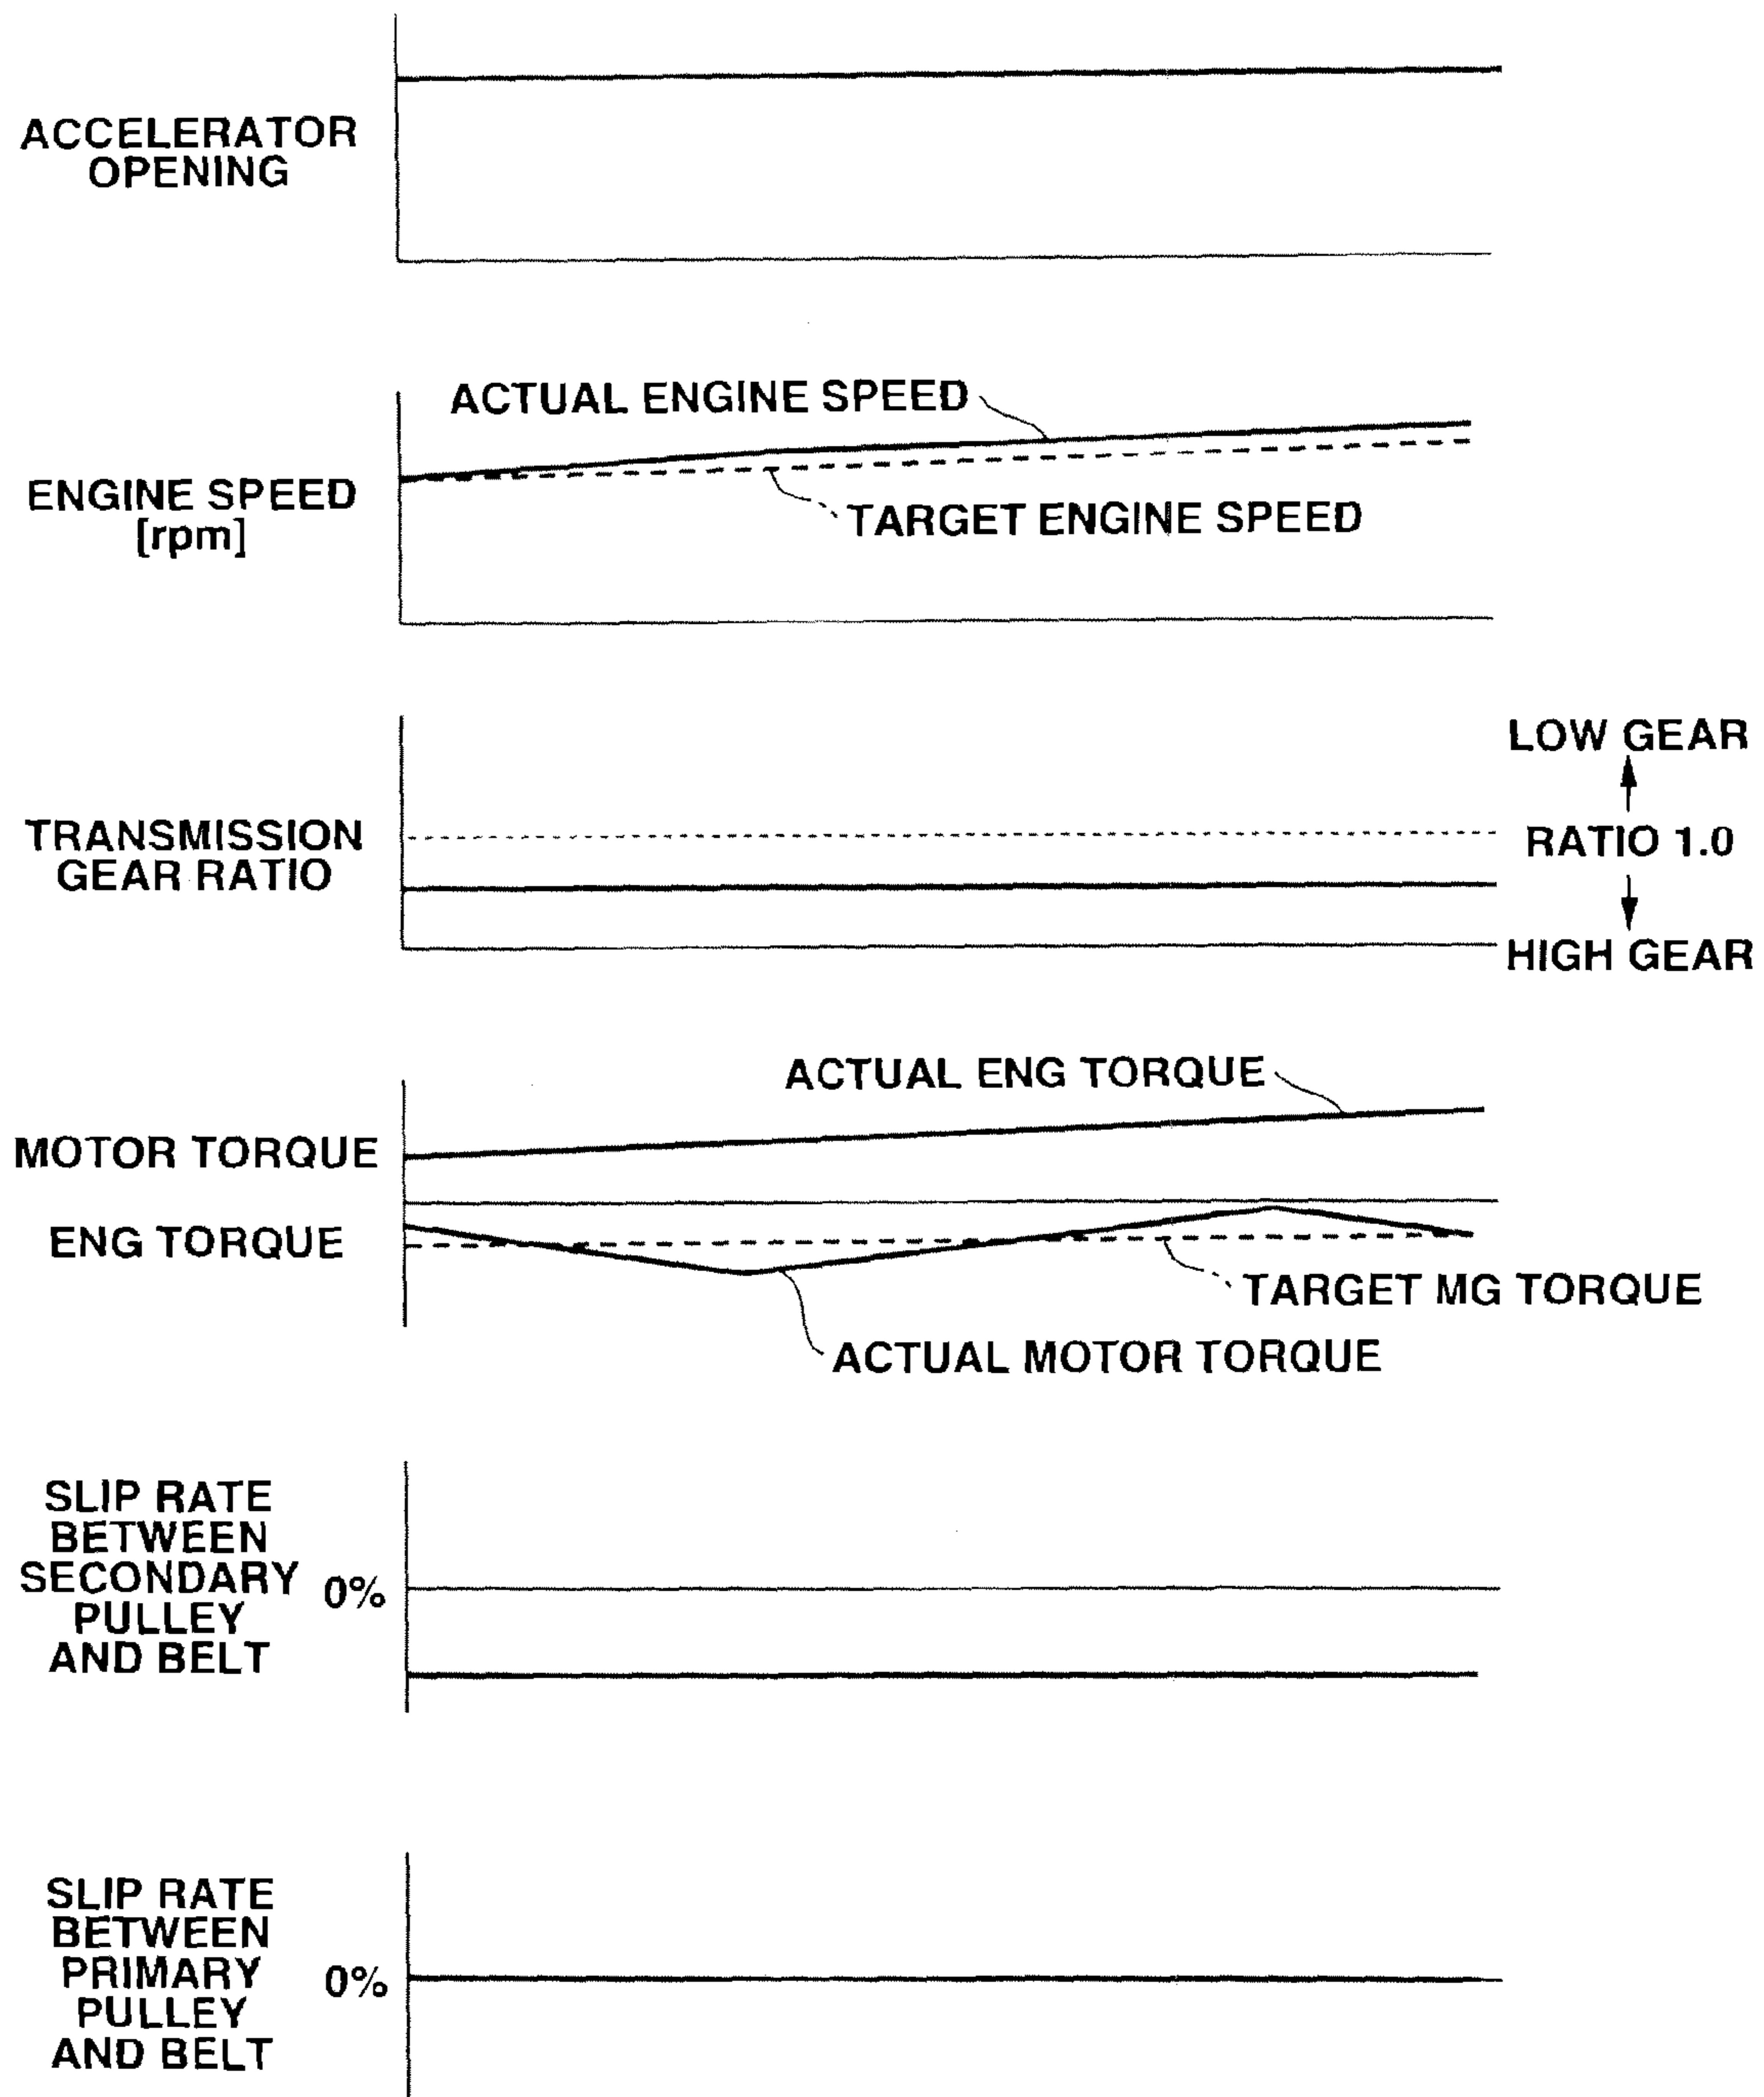 ACCELERATOR
OPENING
ACTUAL ENGINE SPEED
ENGINE SPEED
[rpm]
TARGET ENGINE SPEED
LOW GEAR
TRANSMISSION
GEAR RATIO
RATIO 1.0
HIGH GEAR
ACTUAL ENG TORQUE
MOTOR TORQUE
ENG TORQUE
TARGET MG TORQUE
ACTUAL MOTOR TORQUE
SLIP RATE
BETWEEN
SECONDARY
PULLEY
AND BELT
0%
SLIP RATE
BETWEEN
PRIMARY
PULLEY
AND BELT
0%